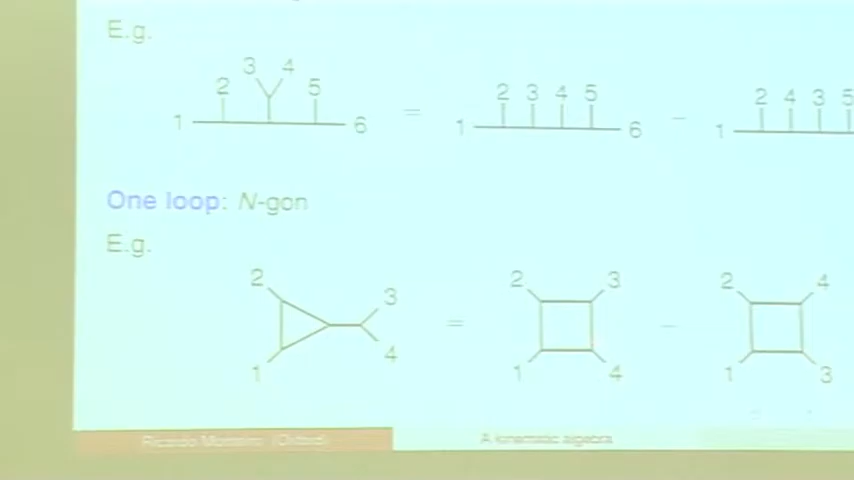 E.g.
3 4
2 5
1 6
=
2 3 4 5
1 6
−
2 4 3 5
1
One loop: N-gon
E.g.
2 3
1 4
=
2 3
1 4
−
2 4
1 3
Ricardo Monteiro (Oxford) A kinematic algebra